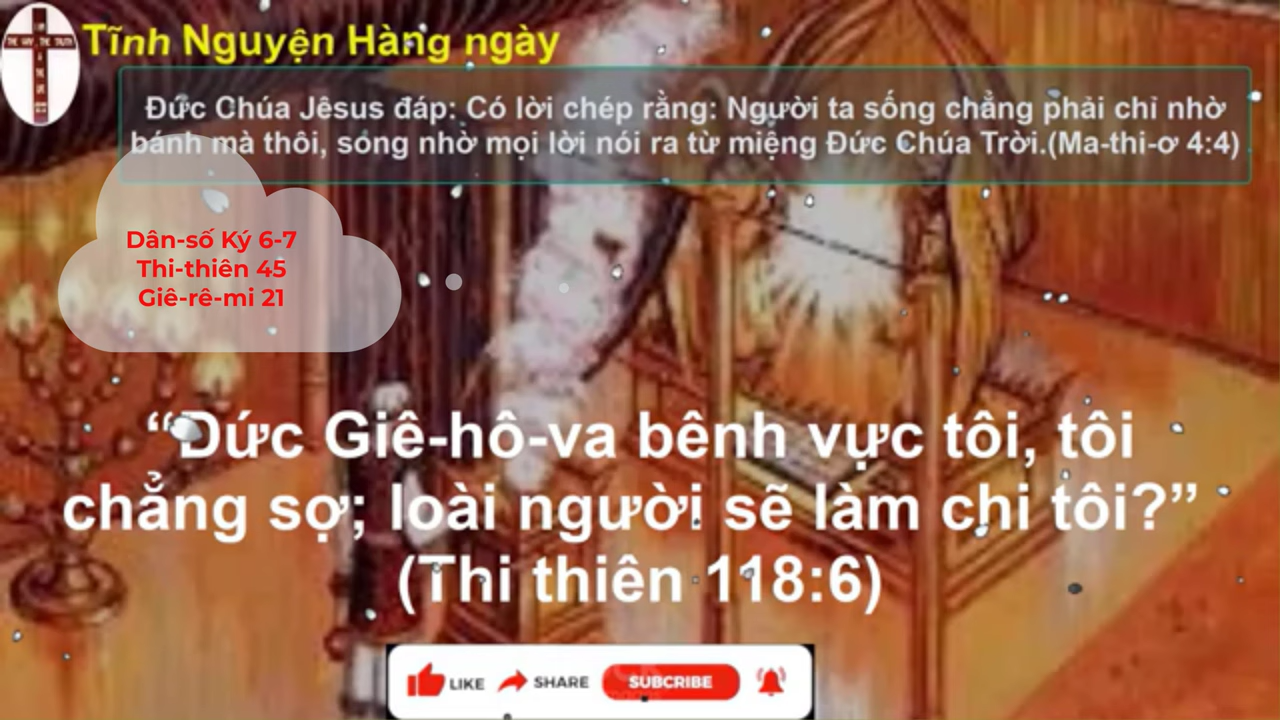 Tĩnh Nguyện Hàng ngày
Đức Chúa Jêsus đáp: Có lời chép rằng: Người ta sống chẳng phải chỉ nhờ
bánh mà thôi, song nhờ mọi lời nói ra từ miệng Đức Chúa Trời.(Ma-thi-ơ 4:4)
Dân-số Ký 6-7
Thi-thiên 45
Giê-rê-mi 21
“Đức Giê-hô-va bênh vực tôi, tôi
chẳng sợ; loài người sẽ làm chi tôi?”
(Thi thiên 118:6)
LIKE SHARE SUBCRIBE